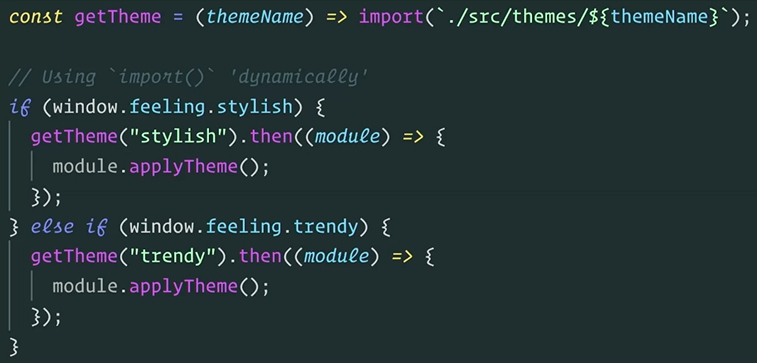 const getTheme = (themeName) => import(`./src/themes/${themeName}`);
// Using `import()` 'dynamically'
if (window.feeling.stylish) {
getTheme("stylish").then((module) => {
module.applyTheme();
});
} else if (window.feeling.trendy) {
getTheme("trendy").then((module) => {
module.applyTheme();
});
}